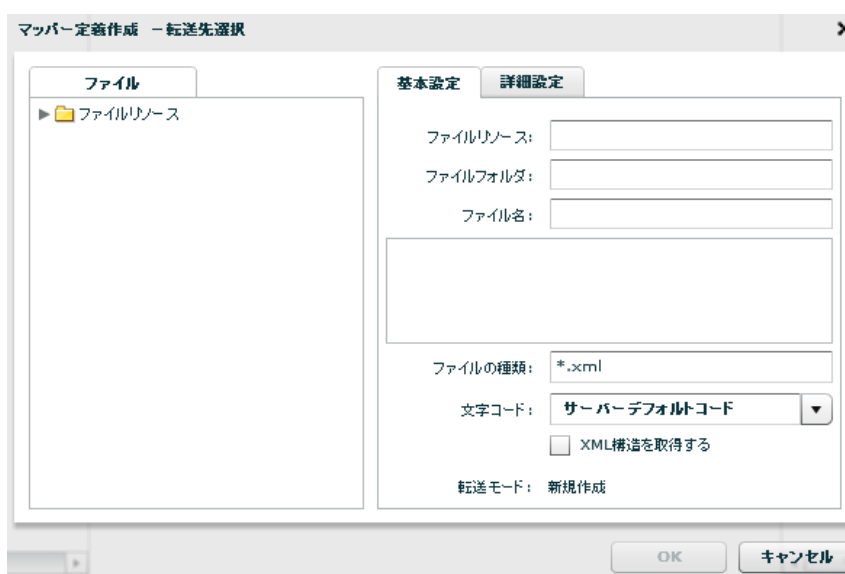 マッパー定義作成 －転送先選択
ファイル
ファイルリソース
基本設定
詳細設定
ファイルリソース:
ファイルフォルダ:
ファイル名:
ファイルの種類: *.xml
文字コード: サーバーデフォルトコード
XML構造を取得する
転送モード: 新規作成
OK
キャンセル